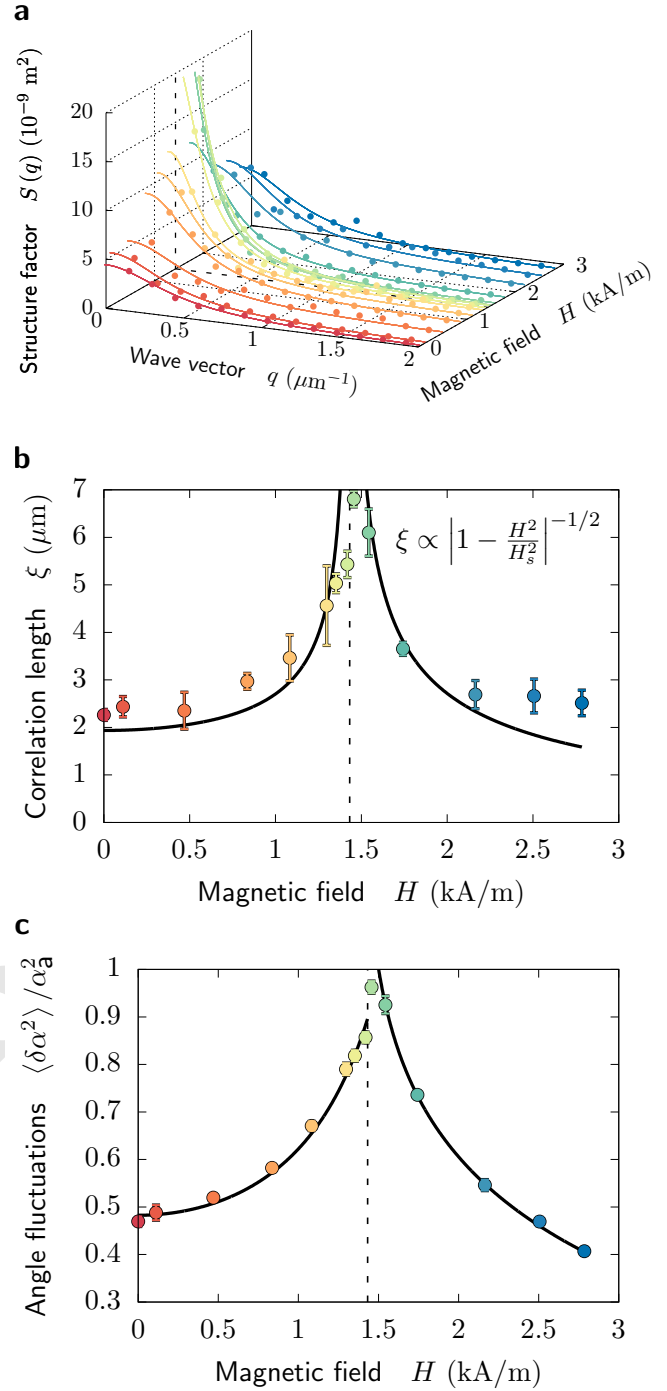 a
Structure factor S(q) (10⁻⁹ m²)
20
15
10
5
0
0
0.5
1
1.5
2
Wave vector q (μm⁻¹)
0
1
2
3
Magnetic field H (kA/m)
b
Correlation length ξ (μm)
7
6
5
4
3
2
1
0
ξ ∝ |1 − H²/H_s²|^{−1/2}
0 0.5 1 1.5 2 2.5 3
Magnetic field H (kA/m)
c
Angle fluctuations ⟨δα²⟩/α_a²
1
0.9
0.8
0.7
0.6
0.5
0.4
0.3
0 0.5 1 1.5 2 2.5 3
Magnetic field H (kA/m)